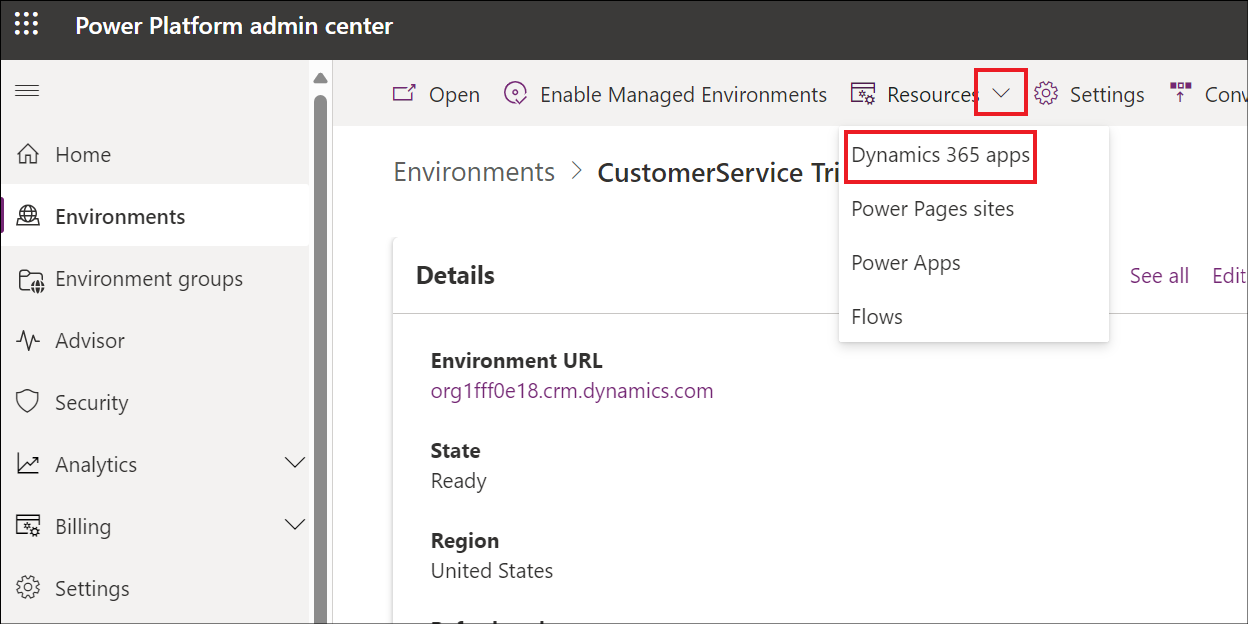 Power Platform admin center
Open Enable Managed Environments Resources Settings
Home
Dynamics 365 apps
Environments > CustomerService
Environments
Power Pages sites
Power Apps
Details
See all Edit
Environment groups
Flows
Advisor
Environment URL
org1fff0e18.crm.dynamics.com
Security
State
Analytics
Ready
Billing
Region
United States
Settings